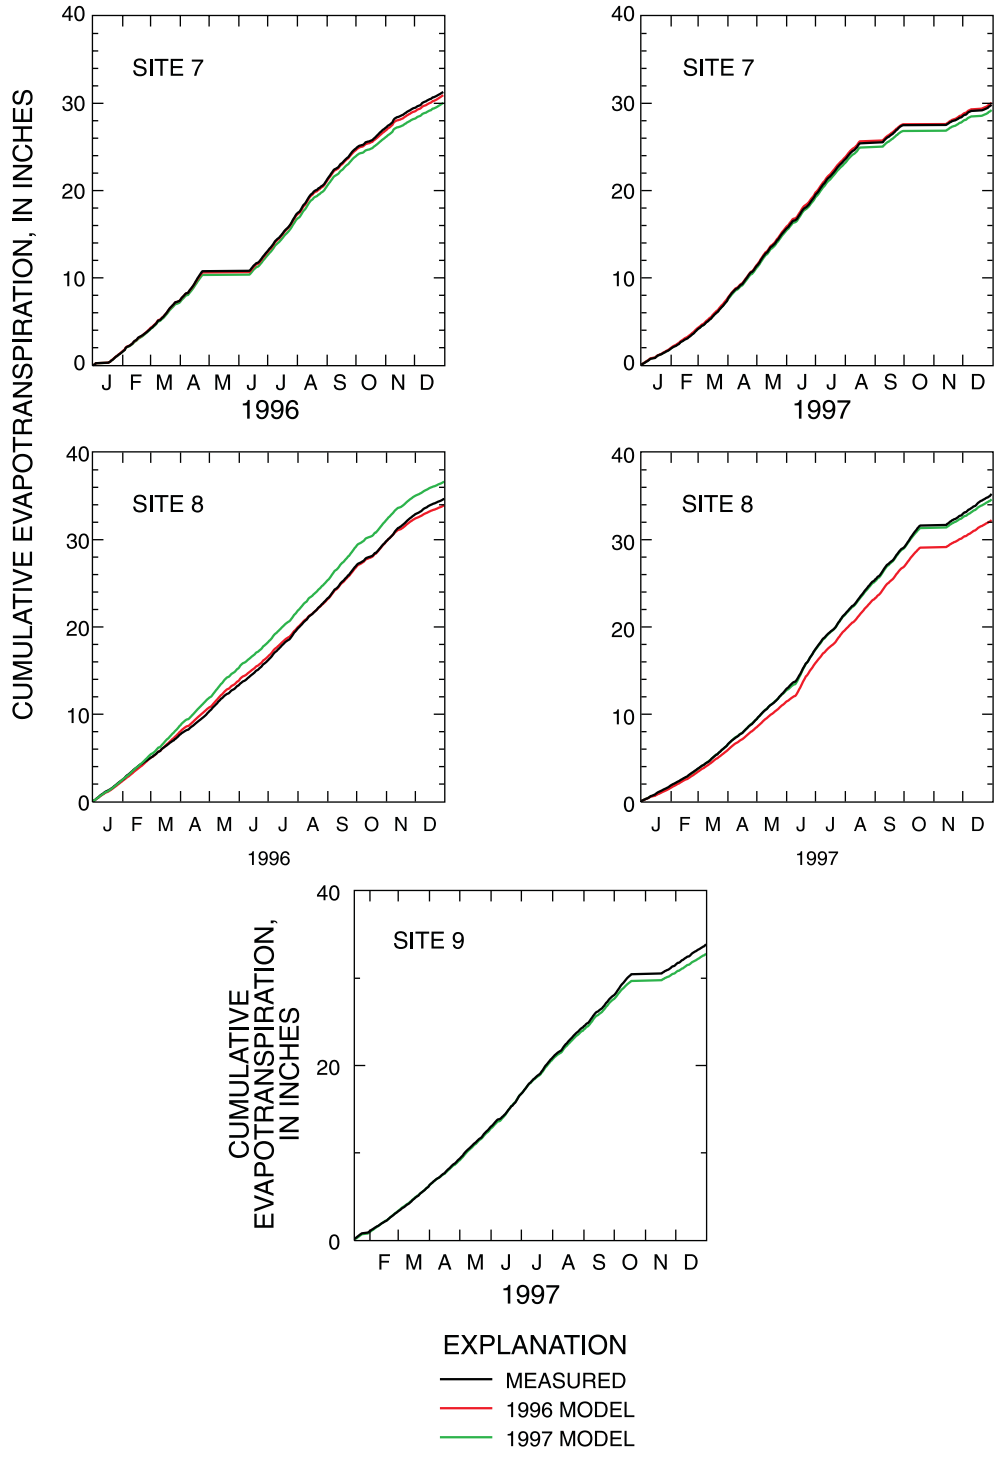 CUMULATIVE EVAPOTRANSPIRATION, IN INCHES
40
30
20
10
0
SITE 7
J F M A M J J A S O N D
1996
40
30
20
10
0
SITE 7
J F M A M J J A S O N D
1997
40
30
20
10
0
SITE 8
J F M A M J J A S O N D
1996
40
30
20
10
0
SITE 8
J F M A M J J A S O N D
1997
CUMULATIVE
EVAPOTRANSPIRATION,
IN INCHES
40
20
0
SITE 9
F M A M J J A S O N D
1997
EXPLANATION
MEASURED
1996 MODEL
1997 MODEL